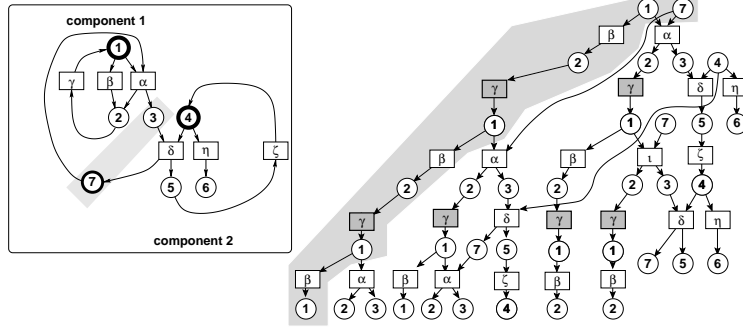 component 1
1
γ β α
2 3 4
δ η ζ
7 5 6
component 2
1 7
β α
2 2 3 4
γ γ δ η
1 1 7 5 6
β α β ι ζ
2 2 3 2 2 3 4
γ γ δ γ γ δ η
1 1 7 5 1 1 7 5 6
β α β α ζ β β
1 2 3 1 2 3 4 2 2